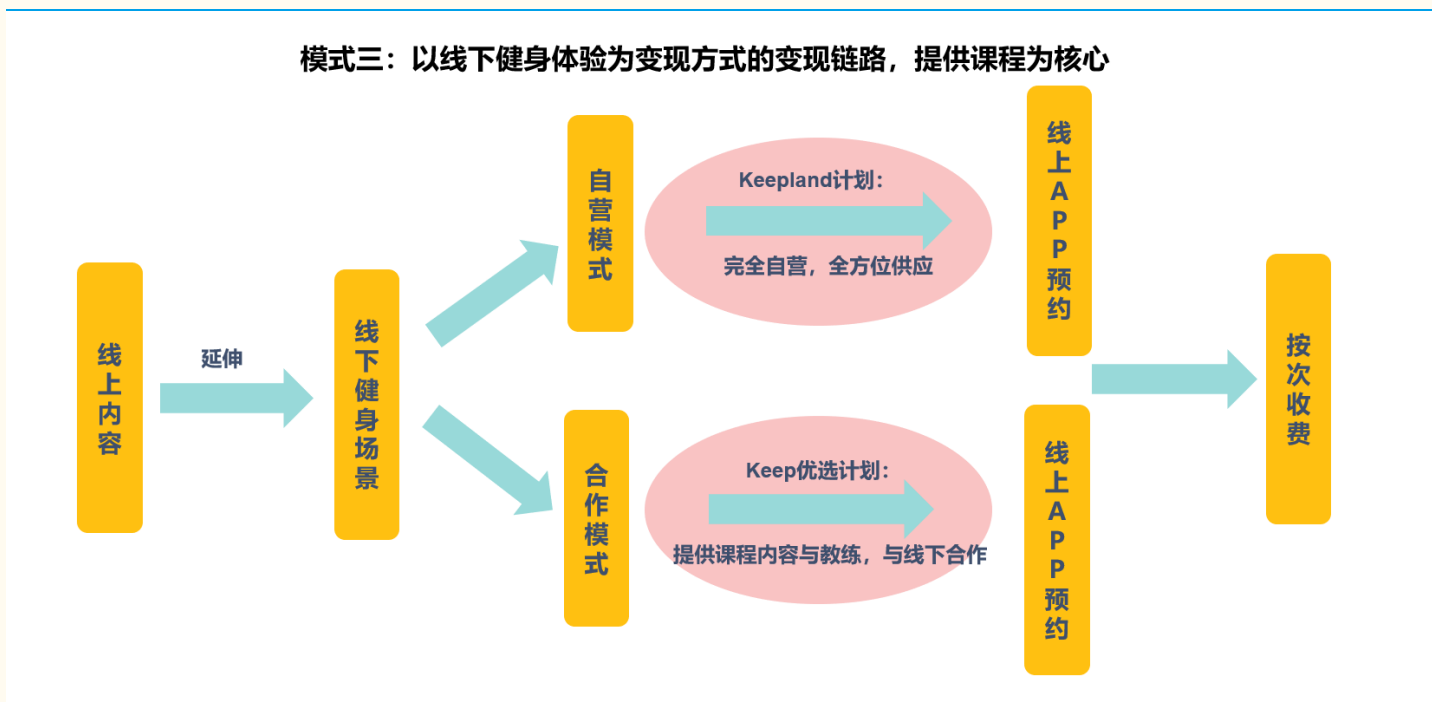 模式三：以线下健身体验为变现方式的变现链路，提供课程为核心
线上内容
延伸
线下健身场景
自营模式
Keepland计划：
完全自营，全方位供应
线上APP预约
合作模式
Keep优选计划：
提供课程内容与教练，与线下合作
线上APP预约
按次收费